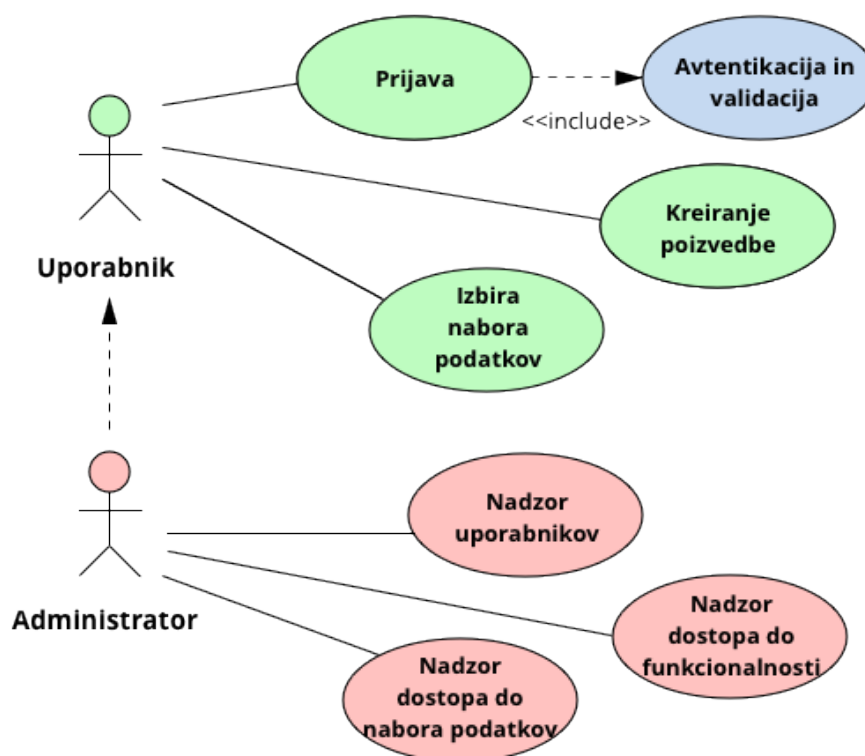 Prijava
Avtentikacija in
validacija
<<include>>
Kreiranje
poizvedbe
Uporabnik
Izbira
nabora
podatkov
Nadzor
uporabnikov
Administrator
Nadzor
dostopa do
funkcionalnosti
Nadzor
dostopa do
nabora podatkov